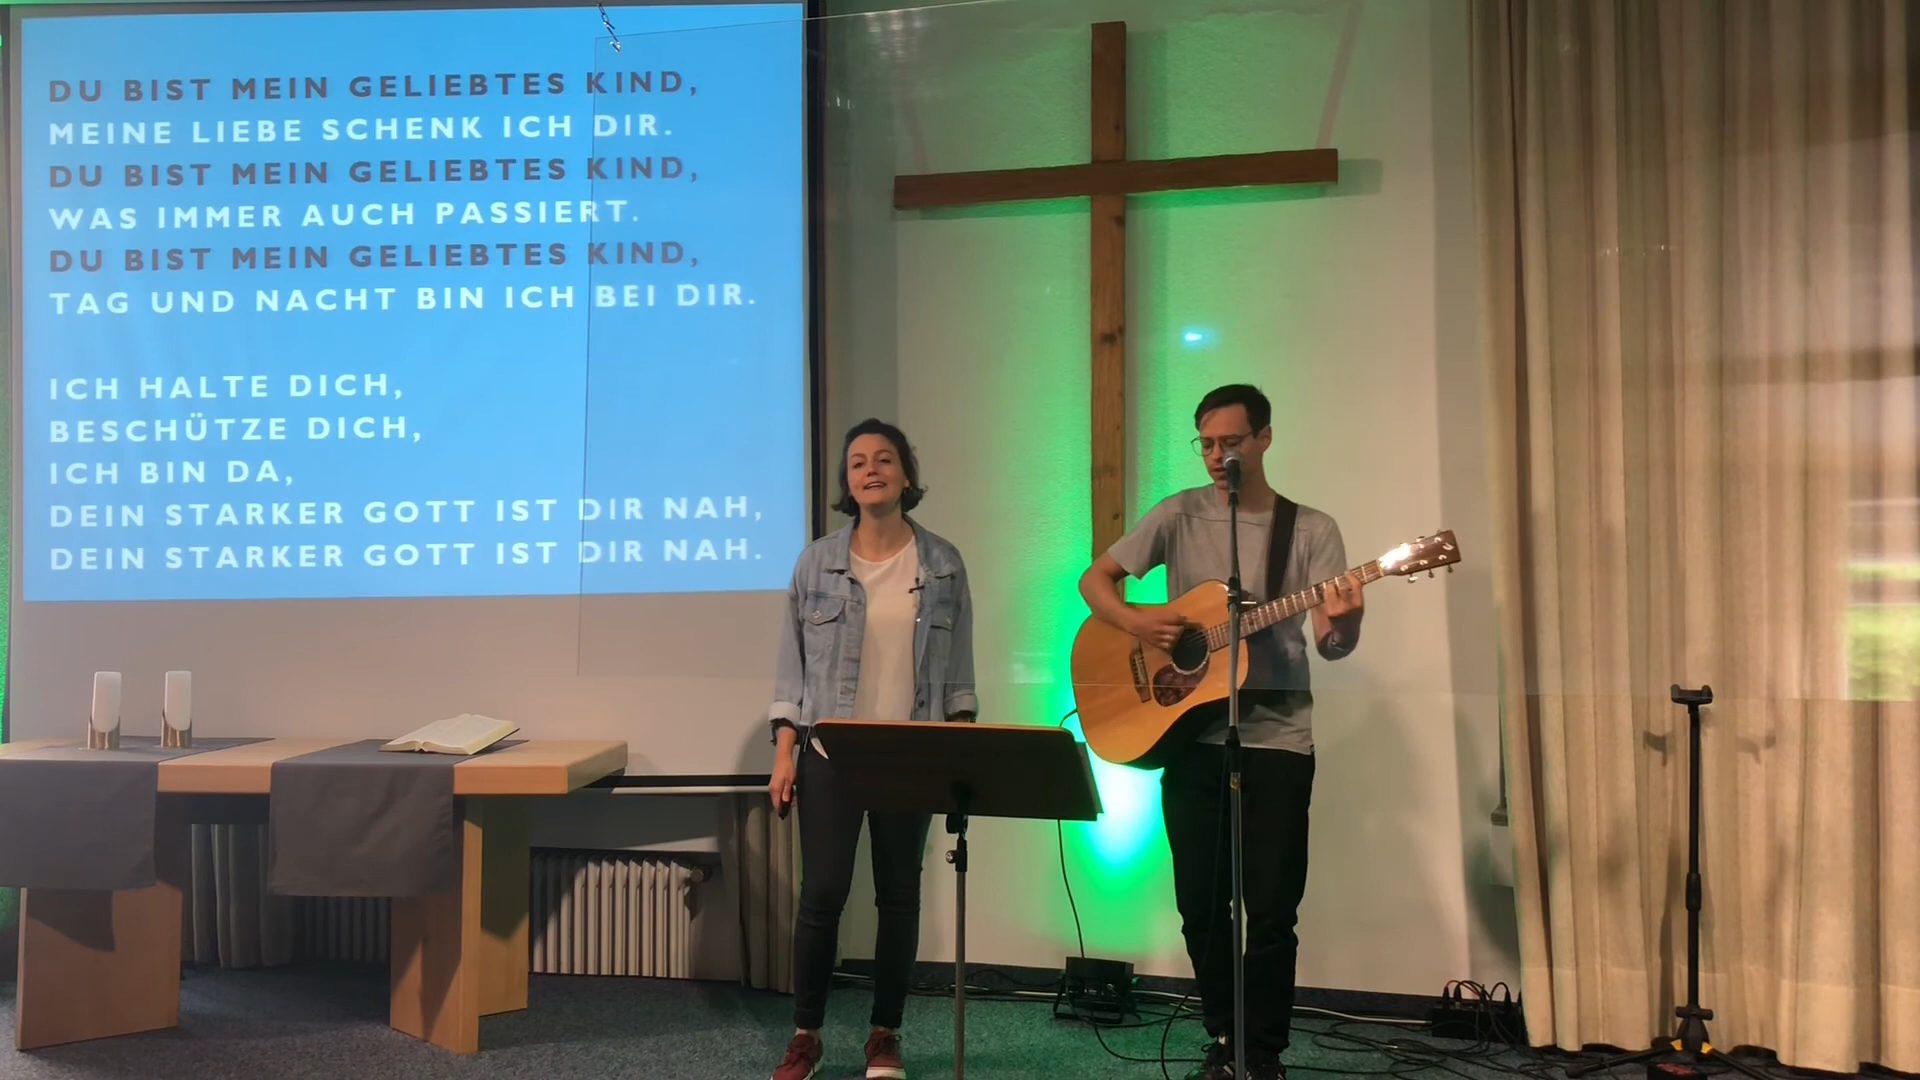 DU BIST MEIN GELIEBTES KIND,
MEINE LIEBE SCHENK ICH DIR.
DU BIST MEIN GELIEBTES KIND,
WAS IMMER AUCH PASSIERT.
DU BIST MEIN GELIEBTES KIND,
TAG UND NACHT BIN ICH BEI DIR.
ICH HALTE DICH,
BESCHÜTZE DICH,
ICH BIN DA,
DEIN STARKER GOTT IST DIR NAH,
DEIN STARKER GOTT IST DIR NAH.